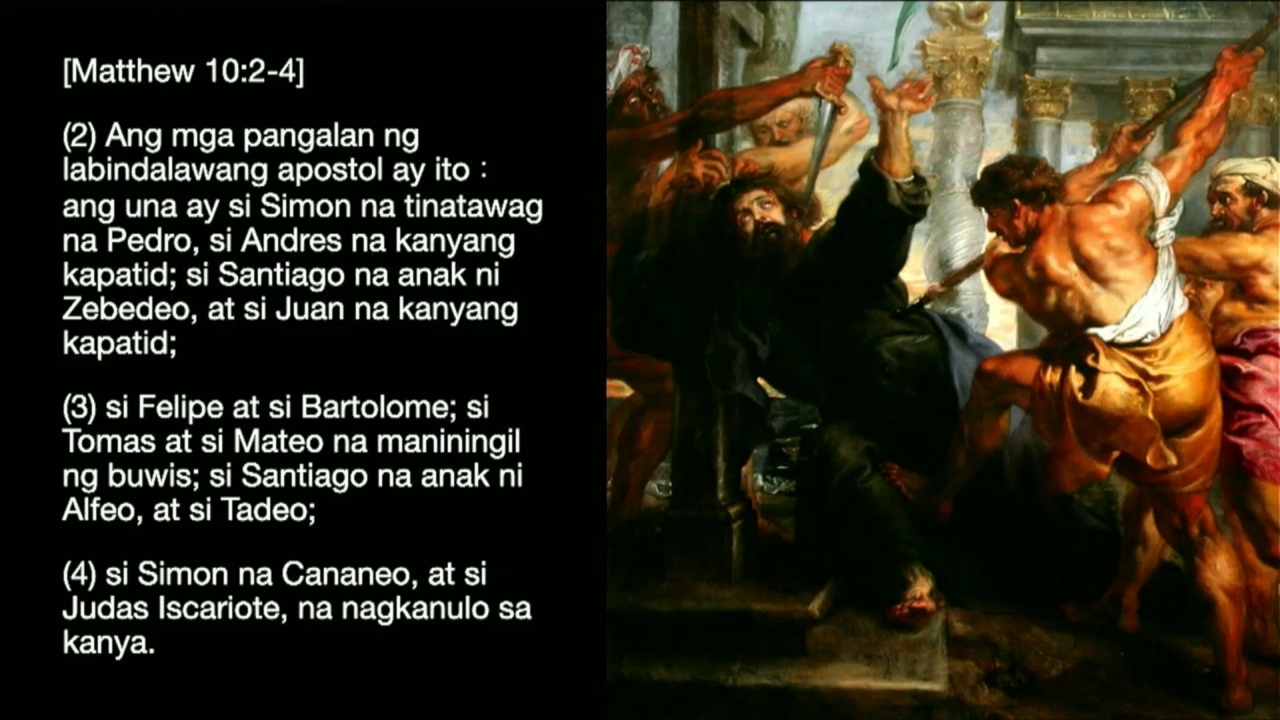 [Matthew 10:2-4]
(2) Ang mga pangalan ng
labindalawang apostol ay ito :
ang una ay si Simon na tinatawag
na Pedro, si Andres na kanyang
kapatid; si Santiago na anak ni
Zebedeo, at si Juan na kanyang
kapatid;
(3) si Felipe at si Bartolome; si
Tomas at si Mateo na maniningil
ng buwis; si Santiago na anak ni
Alfeo, at si Tadeo;
(4) si Simon na Cananeo, at si
Judas Iscariote, na nagkanulo sa
kanya.